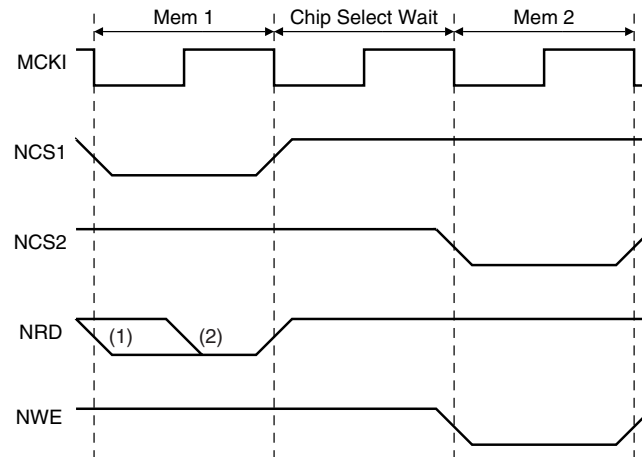 Mem 1
Chip Select Wait
Mem 2
MCKI
NCS1
NCS2
NRD
(1)
(2)
NWE